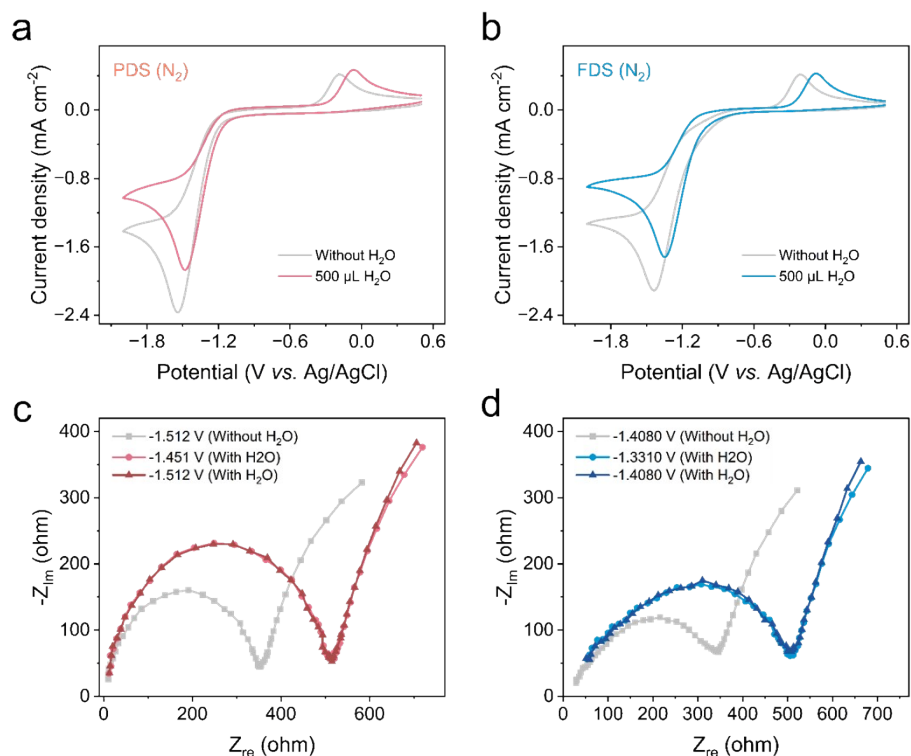 a
PDS (N₂)
Current density (mA cm⁻²)
0.0
−0.8
−1.6
−2.4
Without H₂O
500 µL H₂O
−1.8 −1.2 −0.6 0.0 0.6
Potential (V vs. Ag/AgCl)
b
FDS (N₂)
Current density (mA cm⁻²)
0.0
−0.8
−1.6
−2.4
Without H₂O
500 µL H₂O
−1.8 −1.2 −0.6 0.0 0.6
Potential (V vs. Ag/AgCl)
c
-Z_Im (ohm)
400
300
200
100
0
-1.512 V (Without H₂O)
-1.451 V (With H2O)
-1.512 V (With H₂O)
0 200 400 600
Z_re (ohm)
d
-Z_Im (ohm)
400
300
200
100
0
-1.4080 V (Without H₂O)
-1.3310 V (With H2O)
-1.4080 V (With H₂O)
0 100 200 300 400 500 600 700
Z_re (ohm)